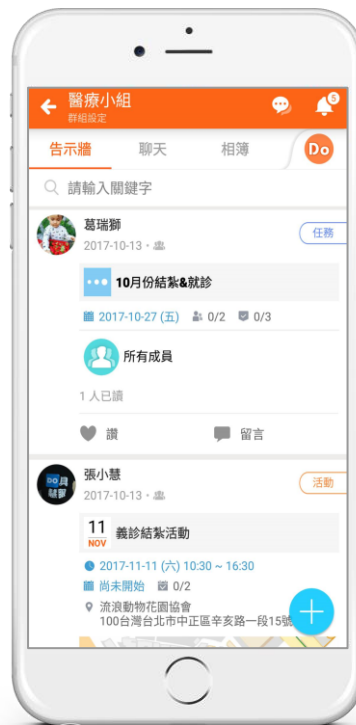 醫療小組
群組設定
5
告示牆 聊天 相簿 Do
請輸入關鍵字
葛瑞獅
任務
2017-10-13
10月份結紮&就診
2017-10-27 (五) 0/2 0/3
所有成員
1 人已讀
讚 留言
張小慧
活動
2017-10-13
11
NOV
義診結紮活動
2017-11-11 (六) 10:30 ~ 16:30
尚未開始 0/2
流浪動物花園協會
100台灣台北市中正區辛亥路一段15號